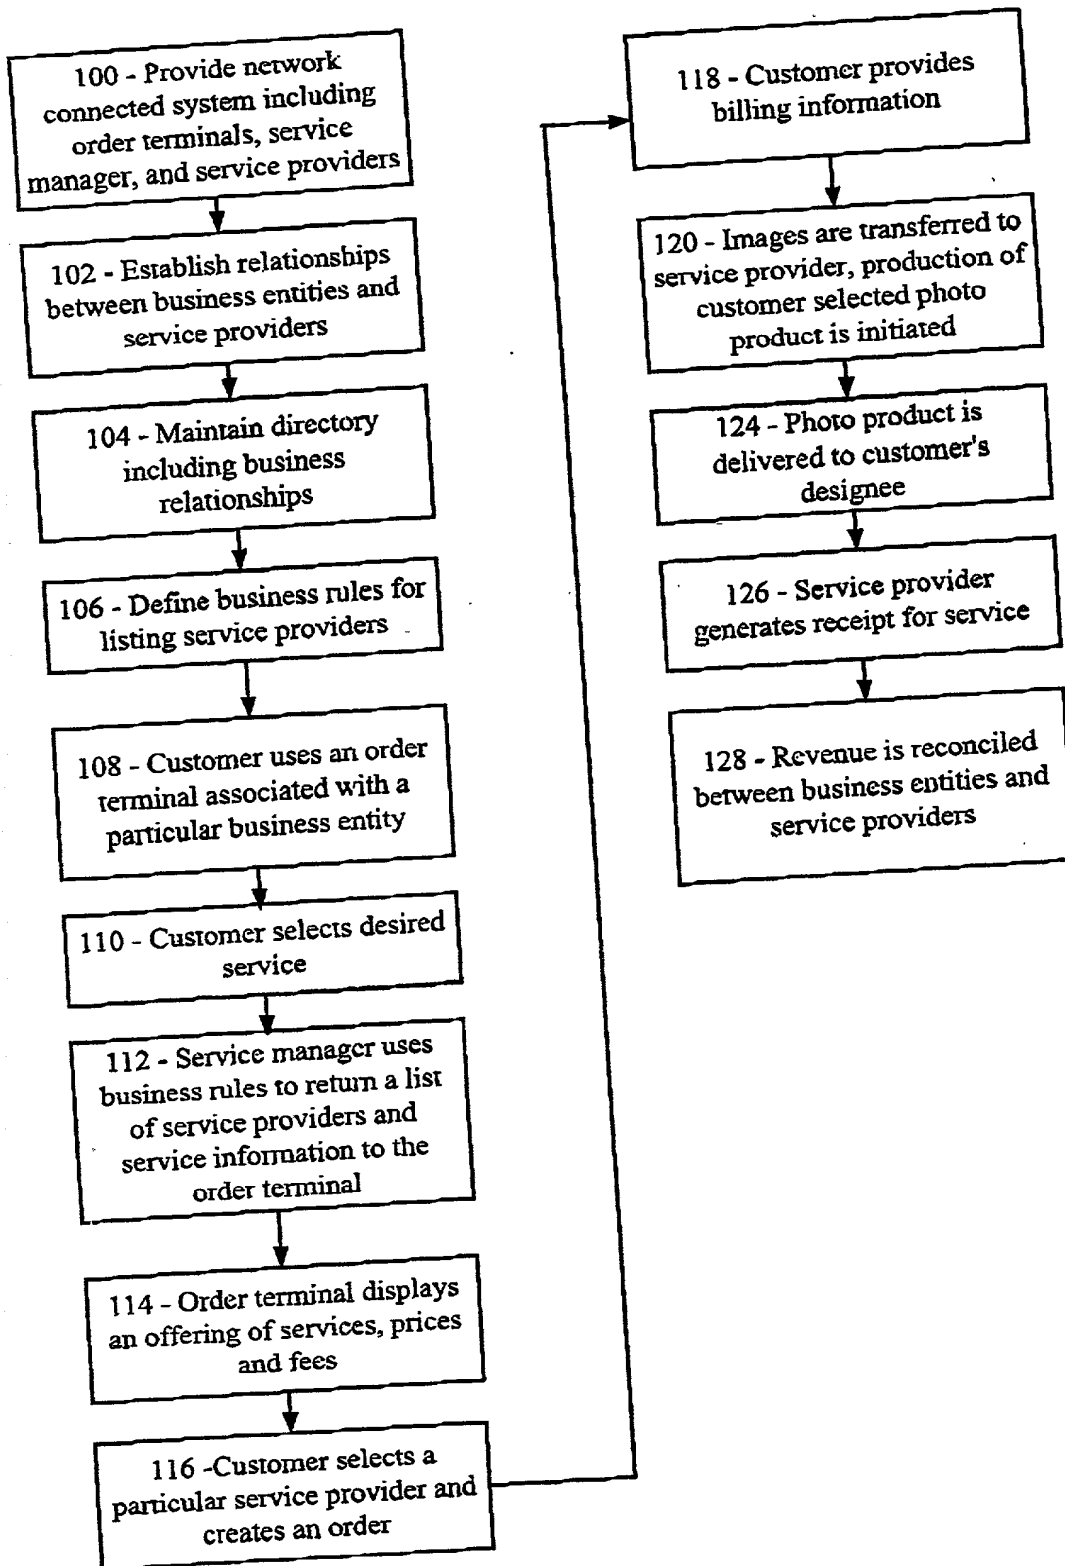 100 - Provide network
connected system including
order terminals, service
manager, and service providers
102 - Establish relationships
between business entities and
service providers
104 - Maintain directory
including business
relationships
106 - Define business rules for
listing service providers
108 - Customer uses an order
terminal associated with a
particular business entity
110 - Customer selects desired
service
112 - Service manager uses
business rules to return a list
of service providers and
service information to the
order terminal
114 - Order terminal displays
an offering of services, prices
and fees
116 -Customer selects a
particular service provider and
creates an order
118 - Customer provides
billing information
120 - Images are transferred to
service provider, production of
customer selected photo
product is initiated
124 - Photo product is
delivered to customer's
designee
126 - Service provider
generates receipt for service
128 - Revenue is reconciled
between business entities and
service providers